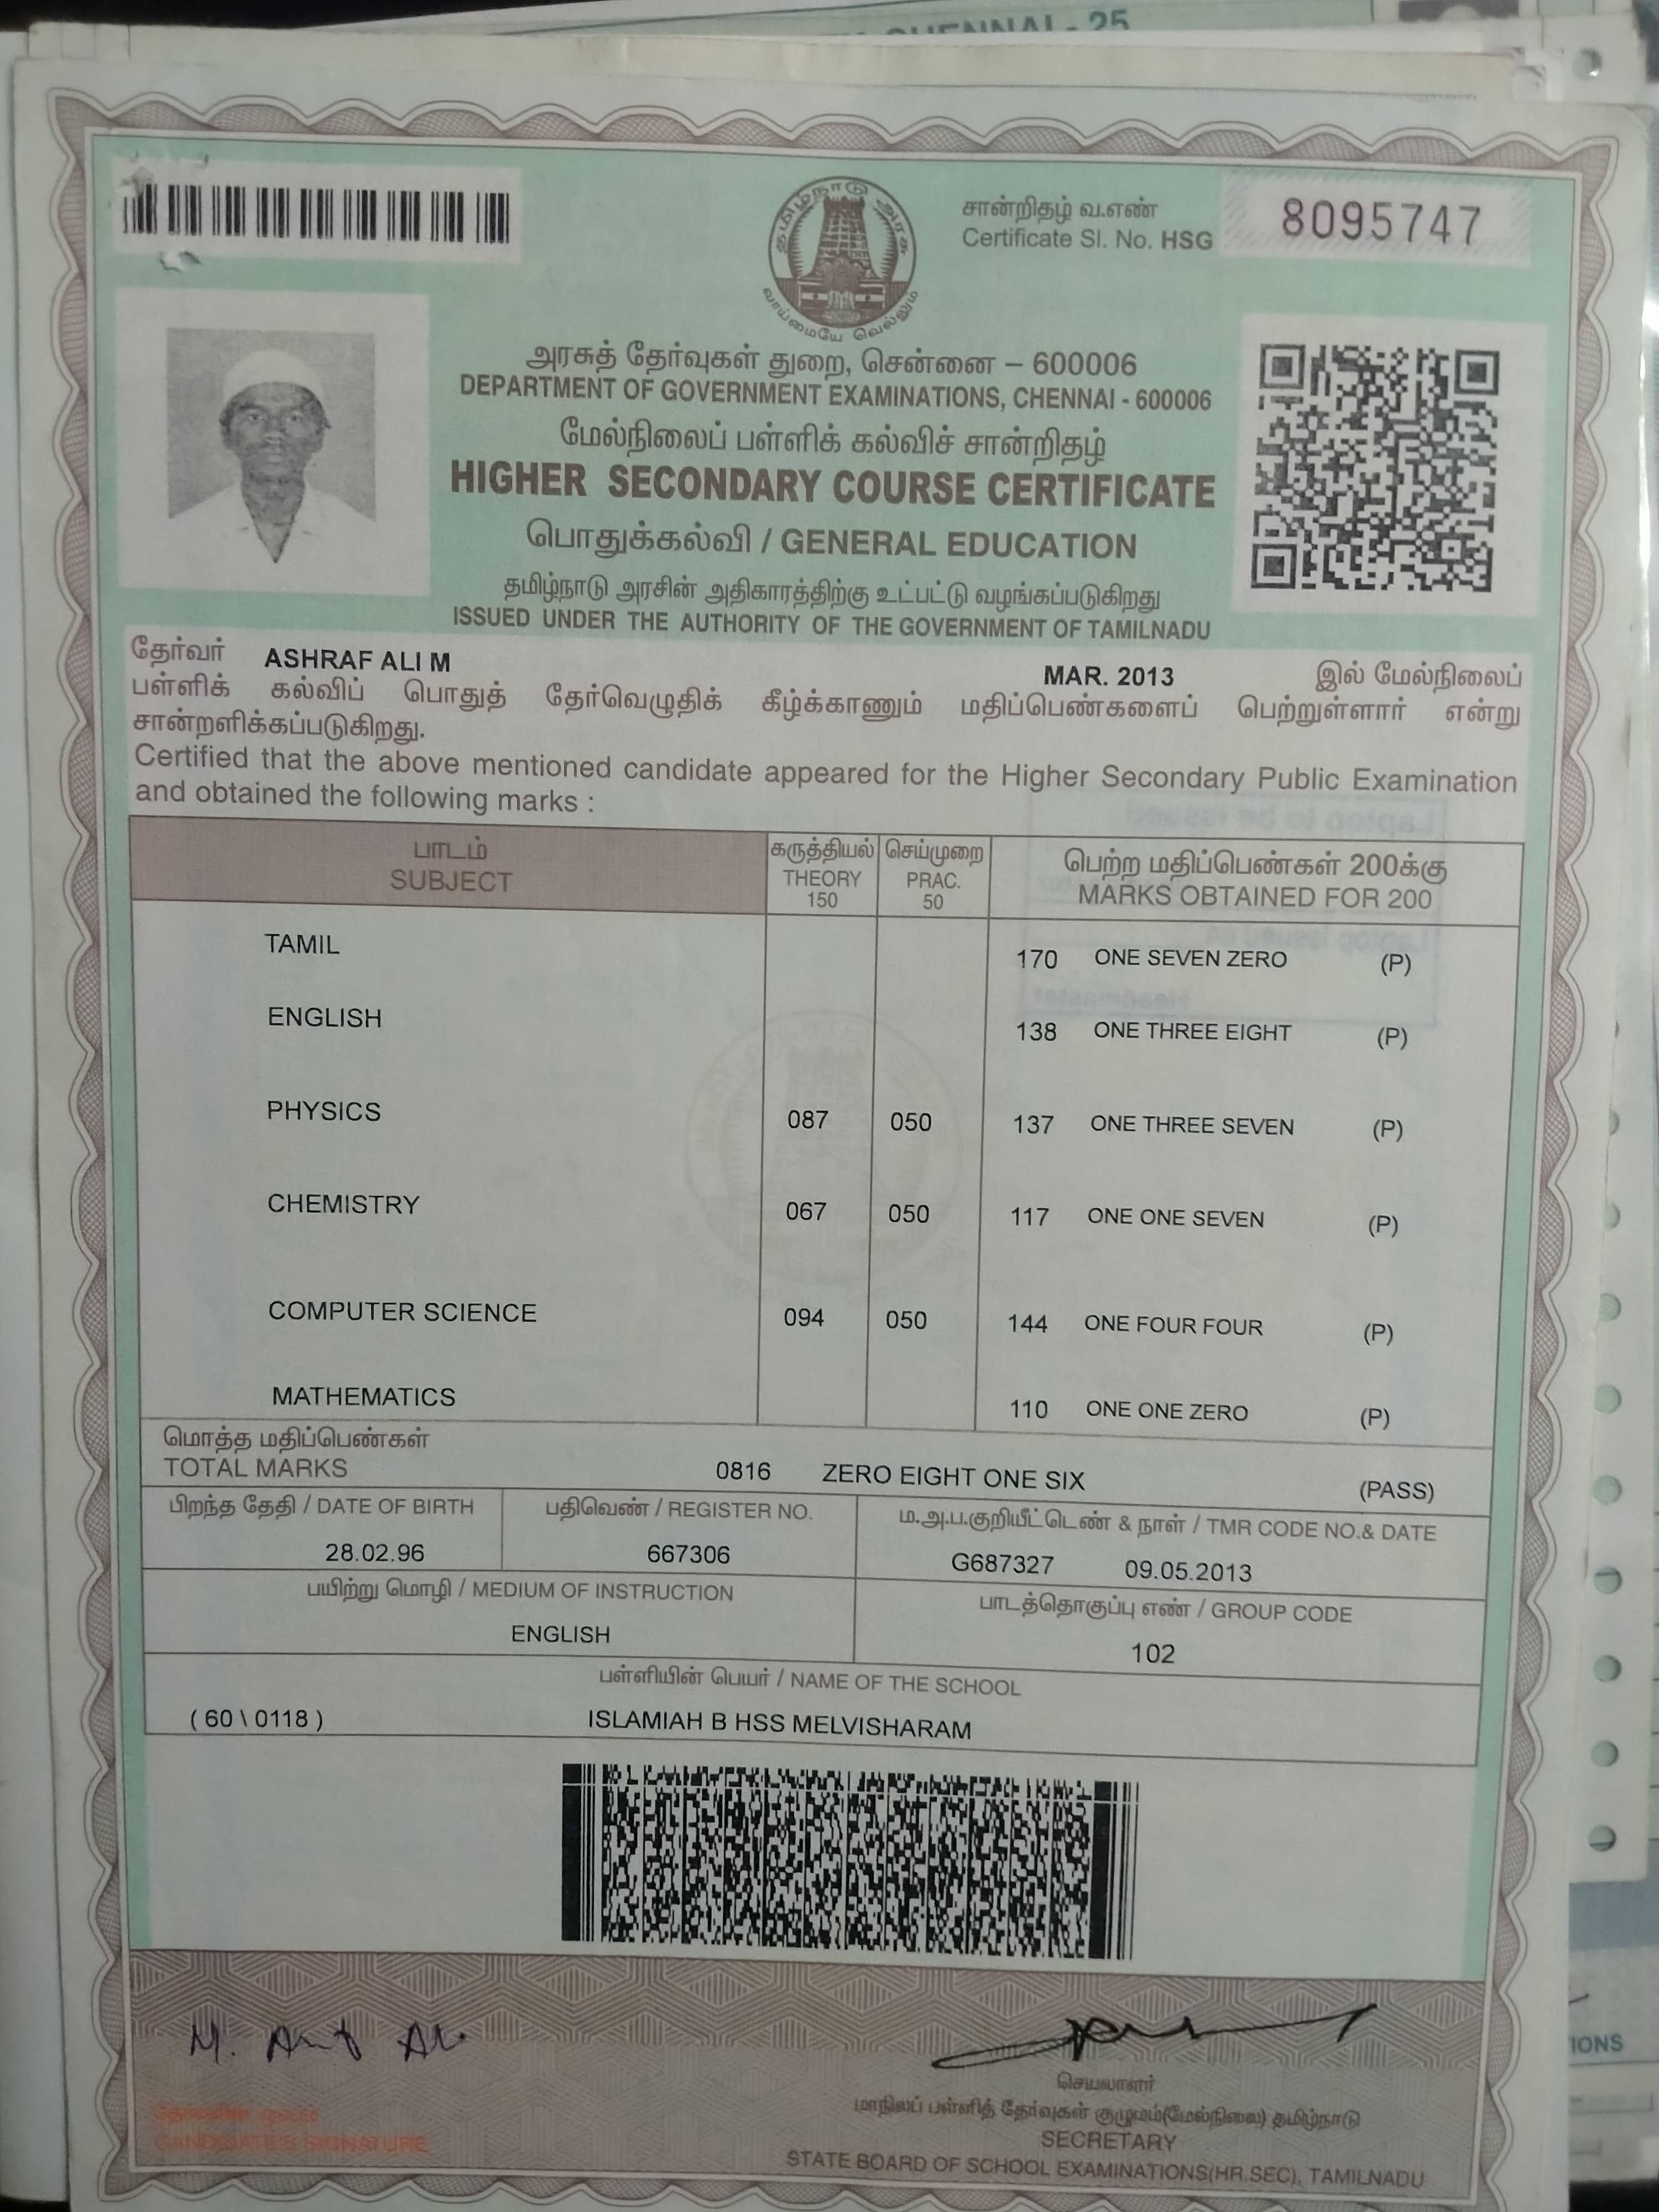 CHENNAI - 25
தமிழ்நாடு அரசு
வாய்மையே வெல்லும்
சான்றிதழ் வ.எண்
Certificate Sl. No. HSG 8095747
அரசுத் தேர்வுகள் துறை, சென்னை – 600006
DEPARTMENT OF GOVERNMENT EXAMINATIONS, CHENNAI - 600006
மேல்நிலைப் பள்ளிக் கல்விச் சான்றிதழ்
HIGHER SECONDARY COURSE CERTIFICATE
பொதுக்கல்வி / GENERAL EDUCATION
தமிழ்நாடு அரசின் அதிகாரத்திற்கு உட்பட்டு வழங்கப்படுகிறது
ISSUED UNDER THE AUTHORITY OF THE GOVERNMENT OF TAMILNADU
தேர்வர் ASHRAF ALI M MAR. 2013 இல் மேல்நிலைப்
பள்ளிக் கல்விப் பொதுத் தேர்வெழுதிக் கீழ்க்காணும் மதிப்பெண்களைப் பெற்றுள்ளார் என்று
சான்றளிக்கப்படுகிறது.
Certified that the above mentioned candidate appeared for the Higher Secondary Public Examination
and obtained the following marks :
பாடம் கருத்தியல் செய்முறை பெற்ற மதிப்பெண்கள் 200க்கு
SUBJECT THEORY PRAC. MARKS OBTAINED FOR 200
150 50
TAMIL 170 ONE SEVEN ZERO (P)
ENGLISH 138 ONE THREE EIGHT (P)
PHYSICS 087 050 137 ONE THREE SEVEN (P)
CHEMISTRY 067 050 117 ONE ONE SEVEN (P)
COMPUTER SCIENCE 094 050 144 ONE FOUR FOUR (P)
MATHEMATICS 110 ONE ONE ZERO (P)
மொத்த மதிப்பெண்கள்
TOTAL MARKS 0816 ZERO EIGHT ONE SIX (PASS)
பிறந்த தேதி / DATE OF BIRTH பதிவெண் / REGISTER NO. ம.அ.ப.குறியீட்டெண் & நாள் / TMR CODE NO.& DATE
28.02.96 667306 G687327 09.05.2013
பயிற்று மொழி / MEDIUM OF INSTRUCTION பாடத்தொகுப்பு எண் / GROUP CODE
ENGLISH 102
பள்ளியின் பெயர் / NAME OF THE SCHOOL
( 60 \ 0118 ) ISLAMIAH B HSS MELVISHARAM
செயலாளர்
மாநிலப் பள்ளித் தேர்வுகள் குழுமம்(மேல்நிலை) தமிழ்நாடு
CANDIDATE'S SIGNATURE SECRETARY
STATE BOARD OF SCHOOL EXAMINATIONS(HR.SEC), TAMILNADU